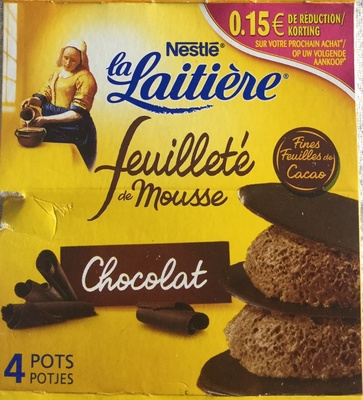 0.15€ DE REDUCTION/
KORTING
SUR VOTRE PROCHAIN ACHAT*/
OP UW VOLGENDE
AANKOOP*
Nestlé®
la Laitière®
feuilleté
de Mousse
Fines
Feuilles de
Cacao
Chocolat
4 POTS
POTJES